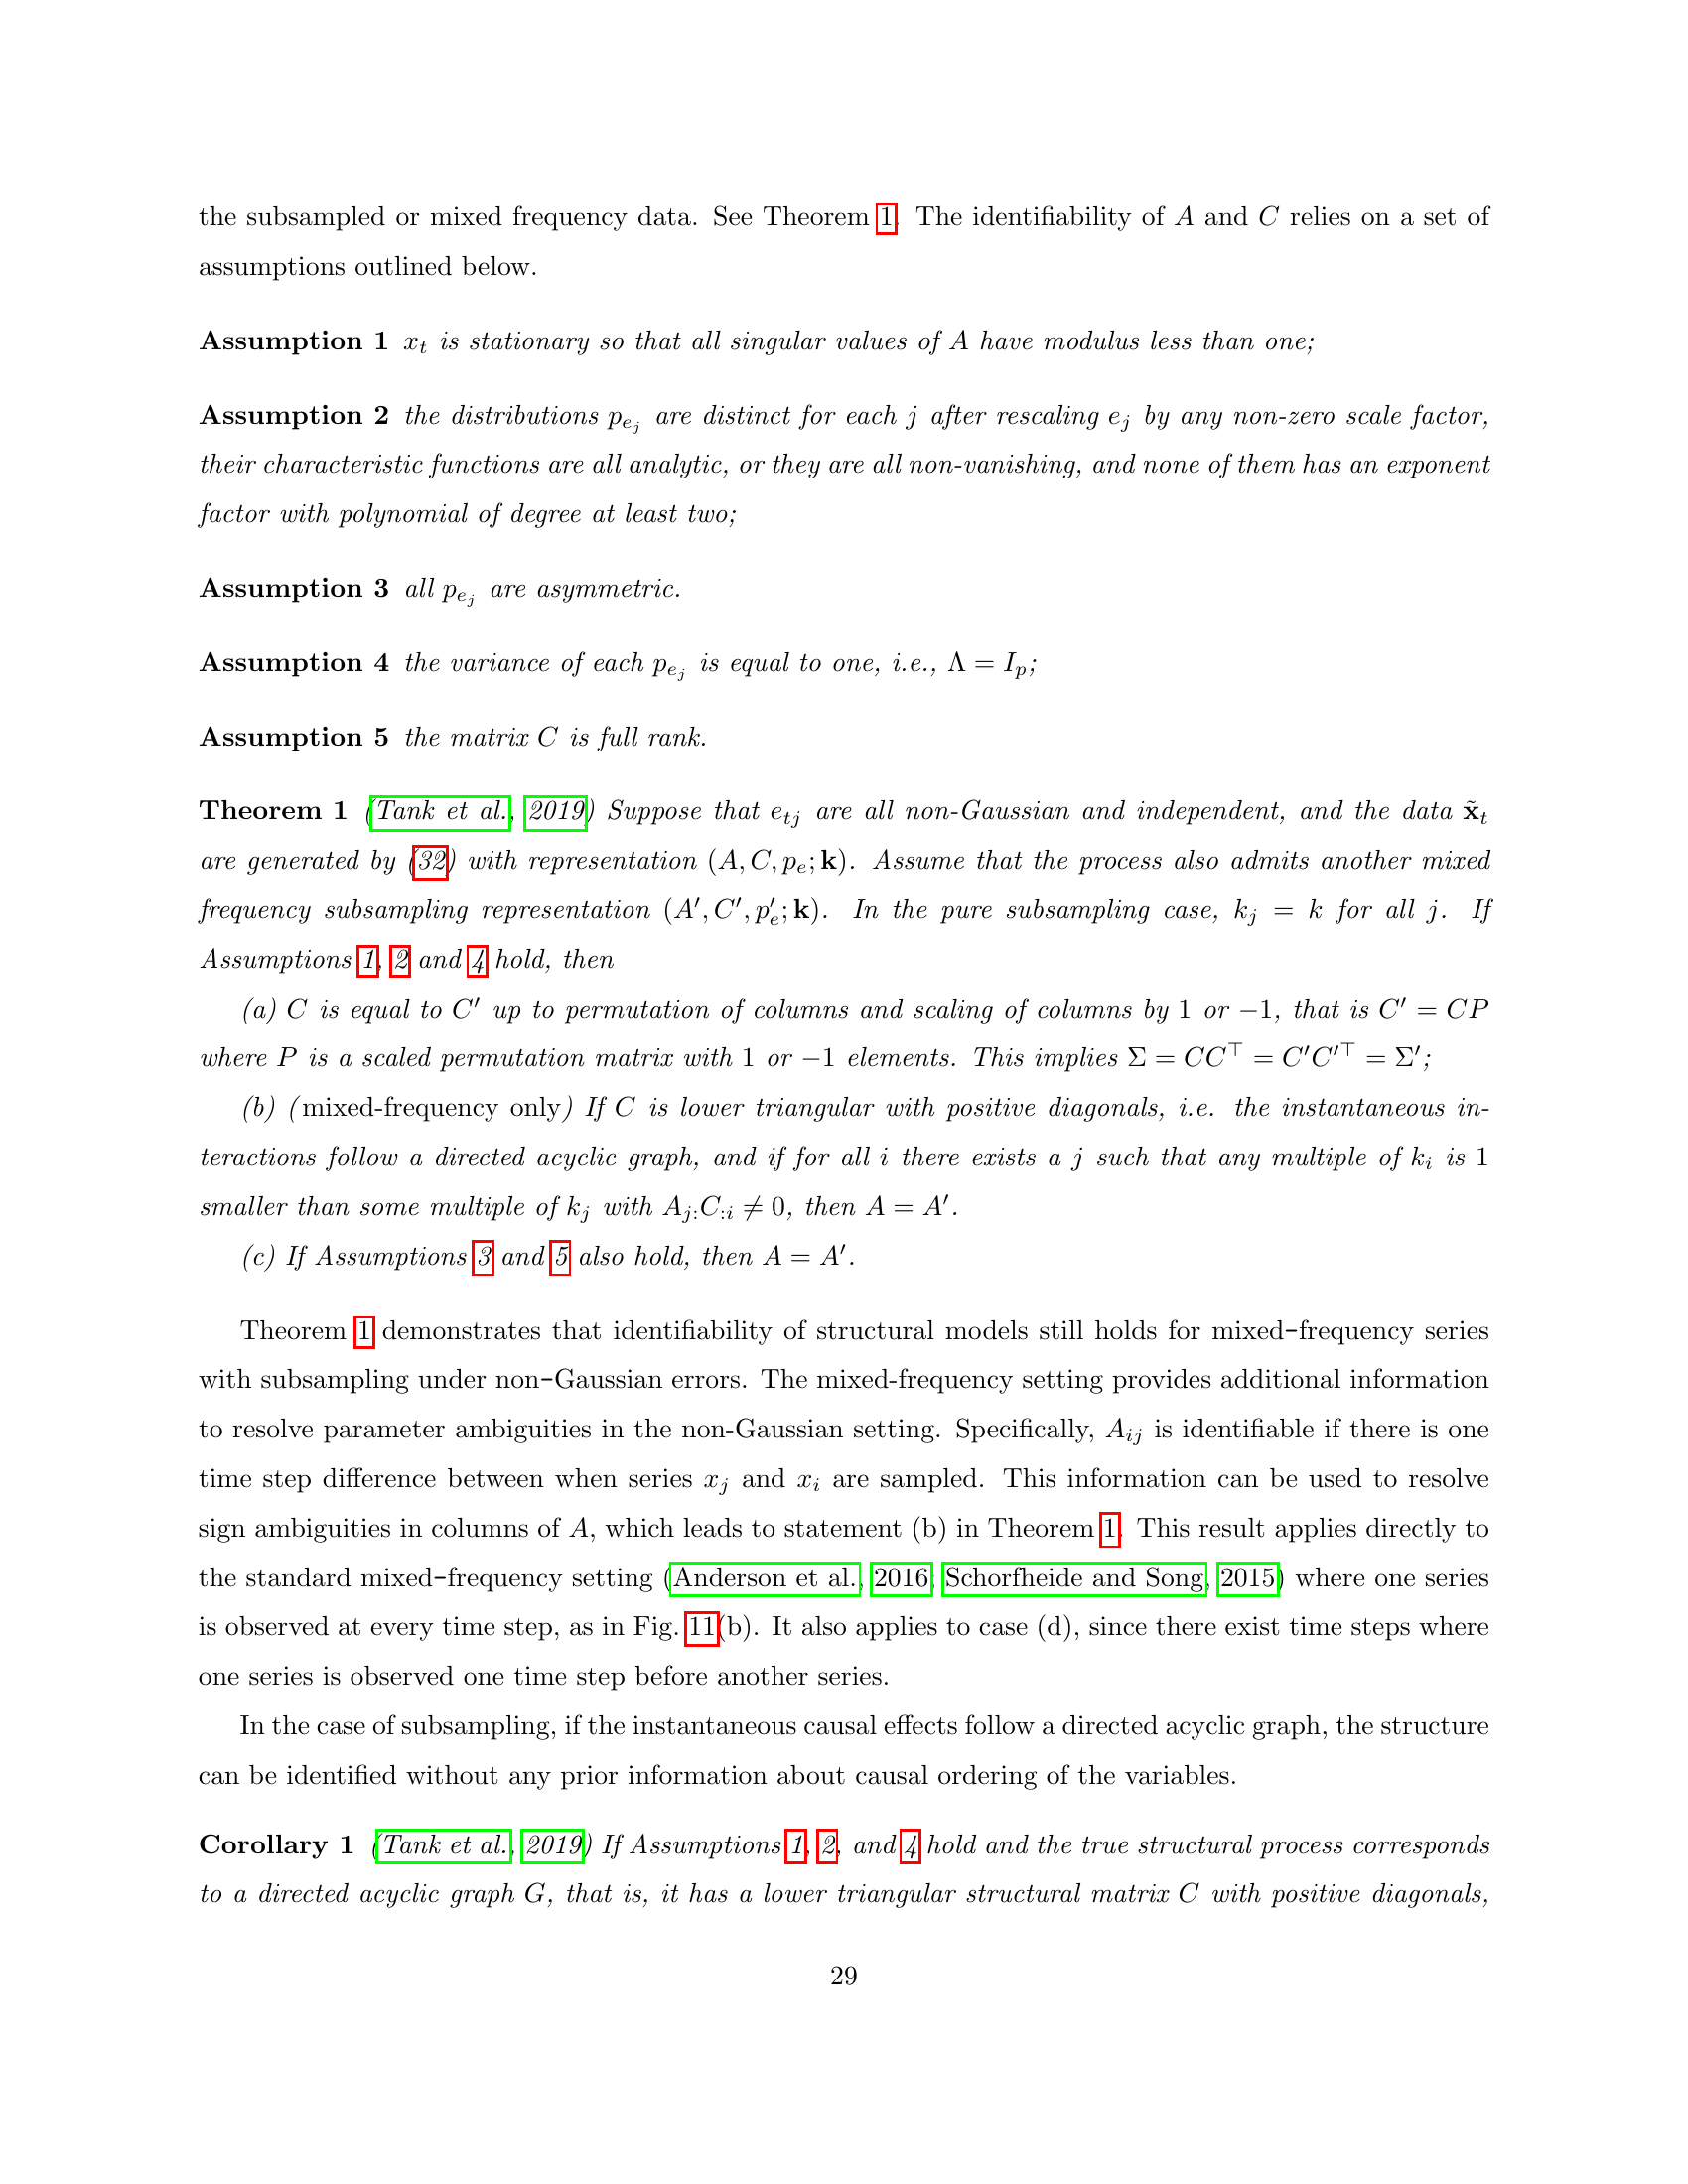 the subsampled or mixed frequency data. See Theorem 1. The identifiability of A and C relies on a set of
assumptions outlined below.
Assumption 1 x_t is stationary so that all singular values of A have modulus less than one;
Assumption 2 the distributions p_{e_j} are distinct for each j after rescaling e_j by any non-zero scale factor,
their characteristic functions are all analytic, or they are all non-vanishing, and none of them has an exponent
factor with polynomial of degree at least two;
Assumption 3 all p_{e_j} are asymmetric.
Assumption 4 the variance of each p_{e_j} is equal to one, i.e., Λ = I_p;
Assumption 5 the matrix C is full rank.
Theorem 1 (Tank et al., 2019) Suppose that e_{tj} are all non-Gaussian and independent, and the data x̃_t
are generated by (32) with representation (A, C, p_e; k). Assume that the process also admits another mixed
frequency subsampling representation (A′, C′, p′_e; k). In the pure subsampling case, k_j = k for all j. If
Assumptions 1, 2 and 4 hold, then
(a) C is equal to C′ up to permutation of columns and scaling of columns by 1 or −1, that is C′ = CP
where P is a scaled permutation matrix with 1 or −1 elements. This implies Σ = CC^⊤ = C′C′^⊤ = Σ′;
(b) (mixed-frequency only) If C is lower triangular with positive diagonals, i.e. the instantaneous in-
teractions follow a directed acyclic graph, and if for all i there exists a j such that any multiple of k_i is 1
smaller than some multiple of k_j with A_{j:}C_{:i} ≠ 0, then A = A′.
(c) If Assumptions 3 and 5 also hold, then A = A′.
Theorem 1 demonstrates that identifiability of structural models still holds for mixed-frequency series
with subsampling under non-Gaussian errors. The mixed-frequency setting provides additional information
to resolve parameter ambiguities in the non-Gaussian setting. Specifically, A_{ij} is identifiable if there is one
time step difference between when series x_j and x_i are sampled. This information can be used to resolve
sign ambiguities in columns of A, which leads to statement (b) in Theorem 1. This result applies directly to
the standard mixed-frequency setting (Anderson et al., 2016, Schorfheide and Song, 2015) where one series
is observed at every time step, as in Fig. 11(b). It also applies to case (d), since there exist time steps where
one series is observed one time step before another series.
In the case of subsampling, if the instantaneous causal effects follow a directed acyclic graph, the structure
can be identified without any prior information about causal ordering of the variables.
Corollary 1 (Tank et al., 2019) If Assumptions 1, 2, and 4 hold and the true structural process corresponds
to a directed acyclic graph G, that is, it has a lower triangular structural matrix C with positive diagonals,
29